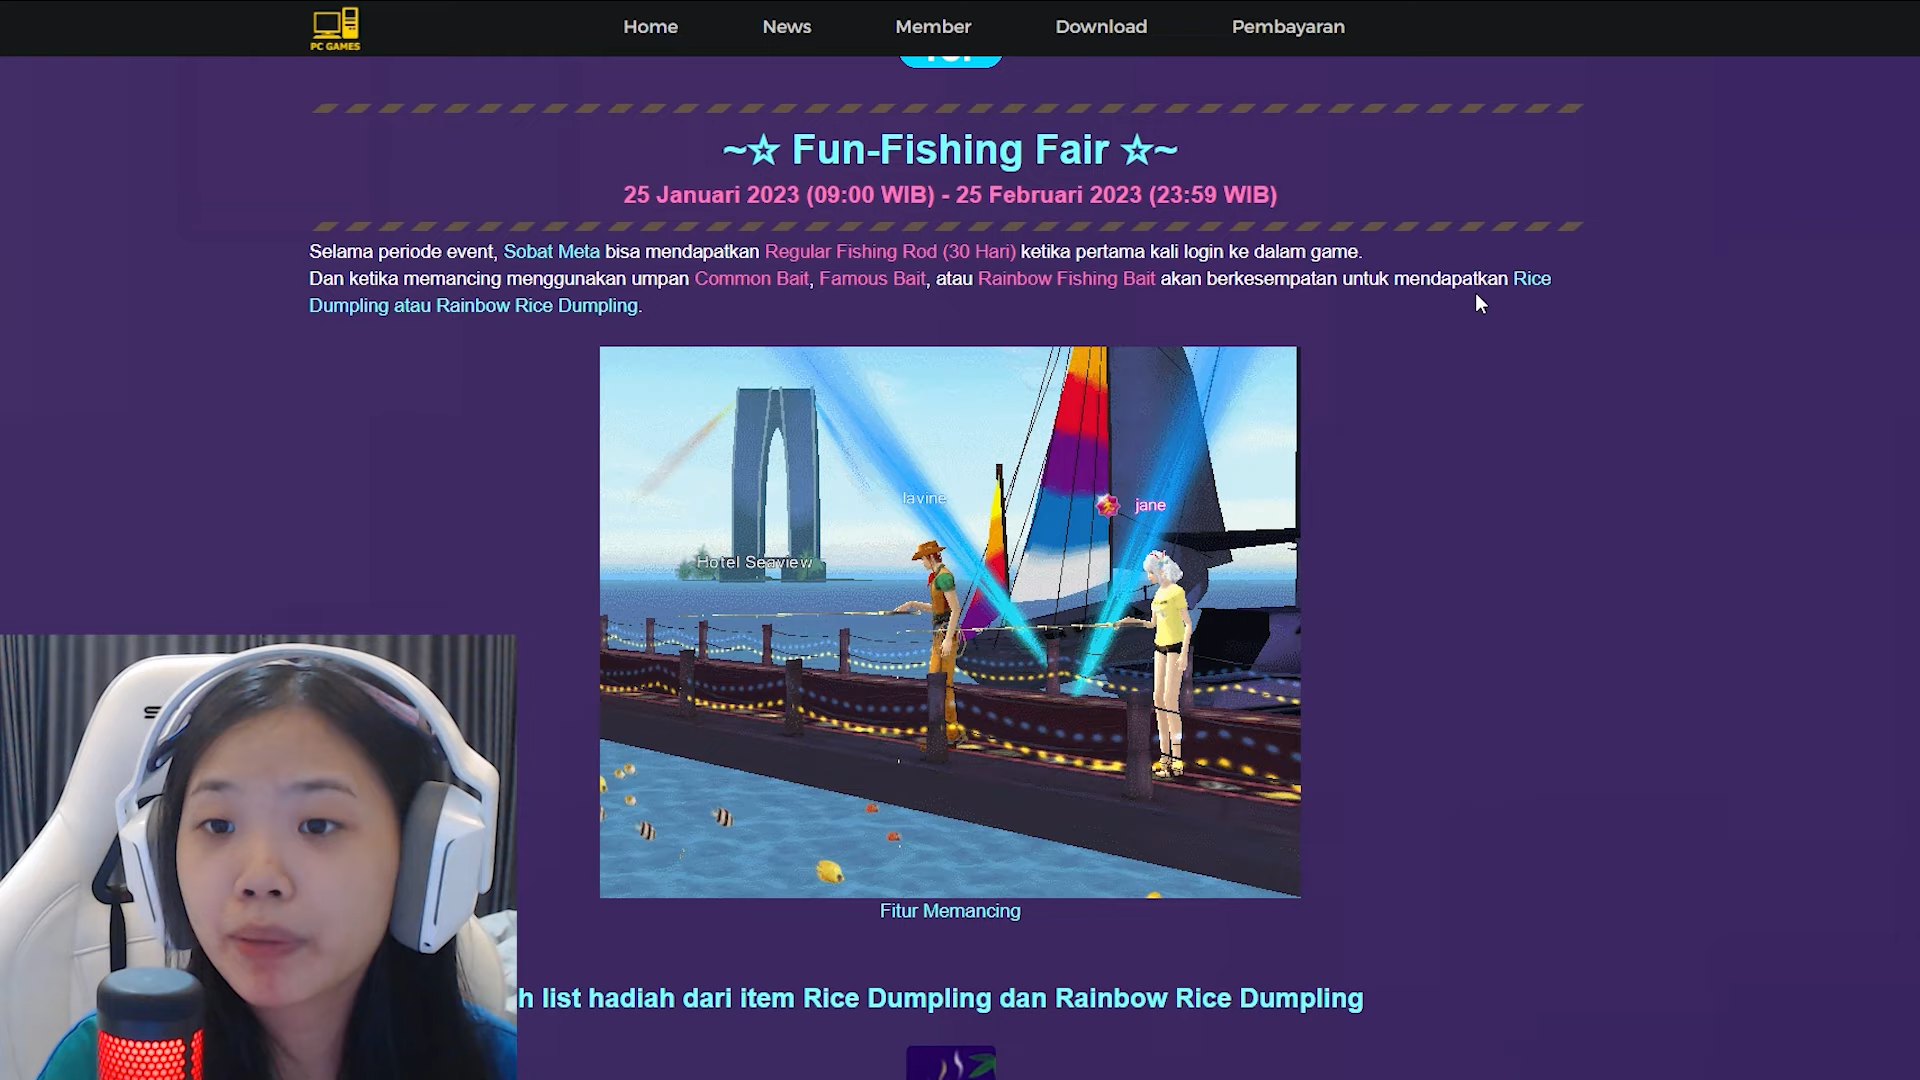 PC GAMES
Home News Member Download Pembayaran
~☆ Fun-Fishing Fair ☆~
25 Januari 2023 (09:00 WIB) - 25 Februari 2023 (23:59 WIB)
Selama periode event, Sobat Meta bisa mendapatkan Regular Fishing Rod (30 Hari) ketika pertama kali login ke dalam game.
Dan ketika memancing menggunakan umpan Common Bait, Famous Bait, atau Rainbow Fishing Bait akan berkesempatan untuk mendapatkan Rice
Dumpling atau Rainbow Rice Dumpling.
lavine
jane
Hotel Seaview
Fitur Memancing
h list hadiah dari item Rice Dumpling dan Rainbow Rice Dumpling